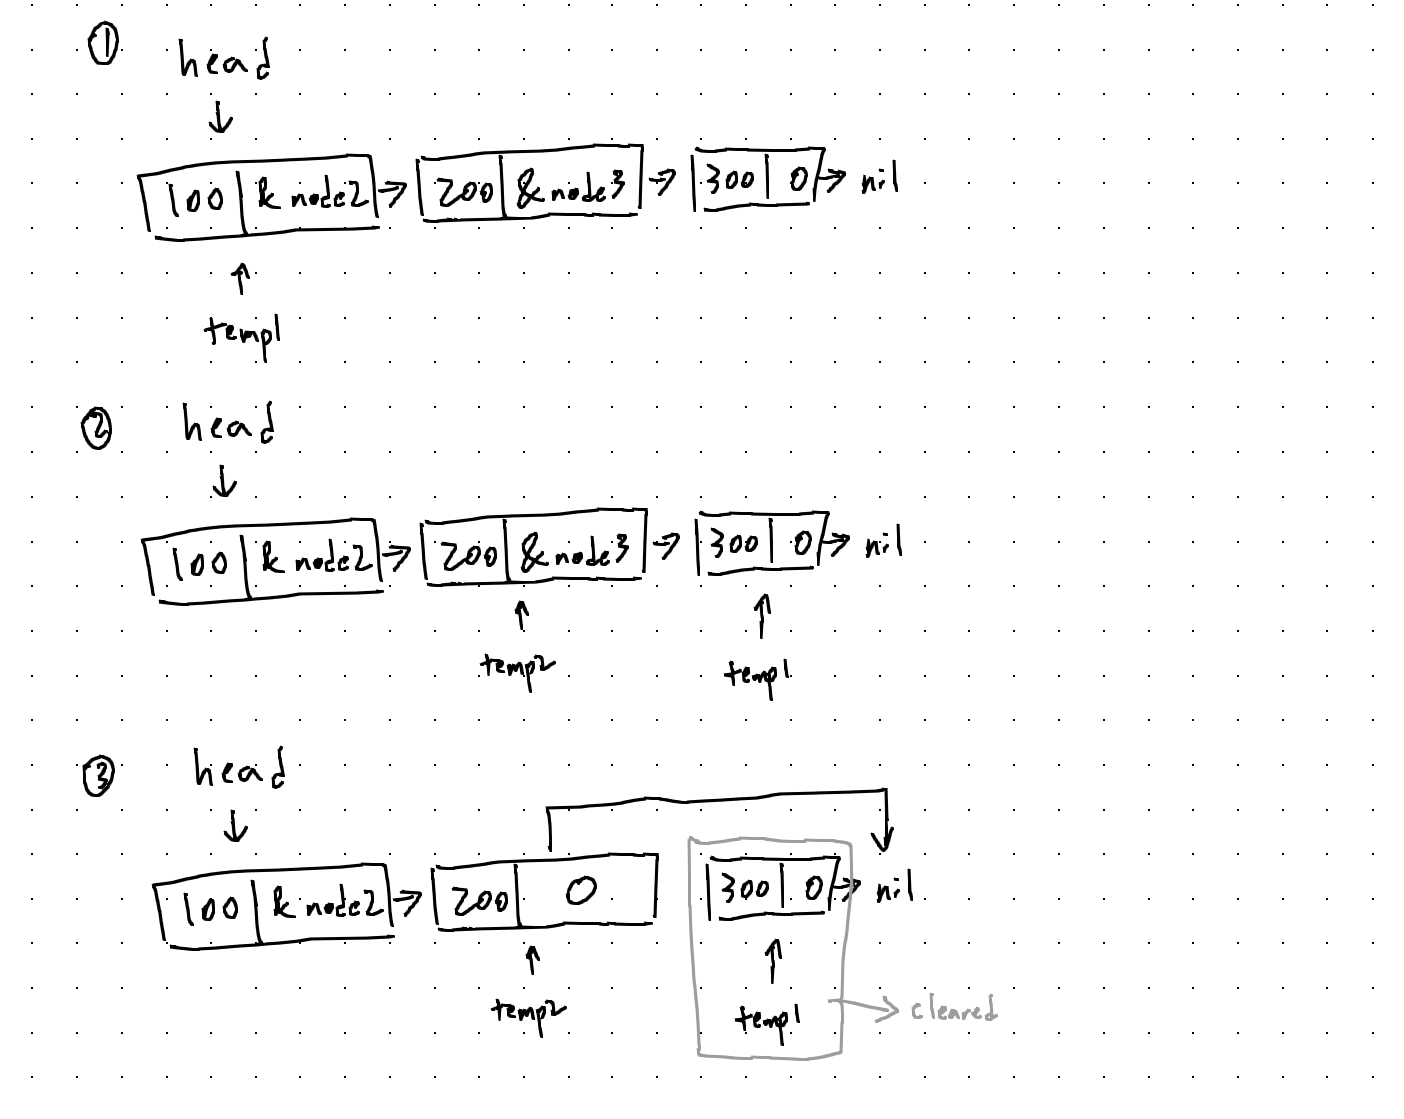 ① head
100 & node2 → 200 &node3 → 300 0 → nil
temp1
② head
100 & node2 → 200 &node3 → 300 0 → nil
temp2 temp1
③ head
100 & node2 → 200 0 300 0 → nil
temp2 temp1 → cleared